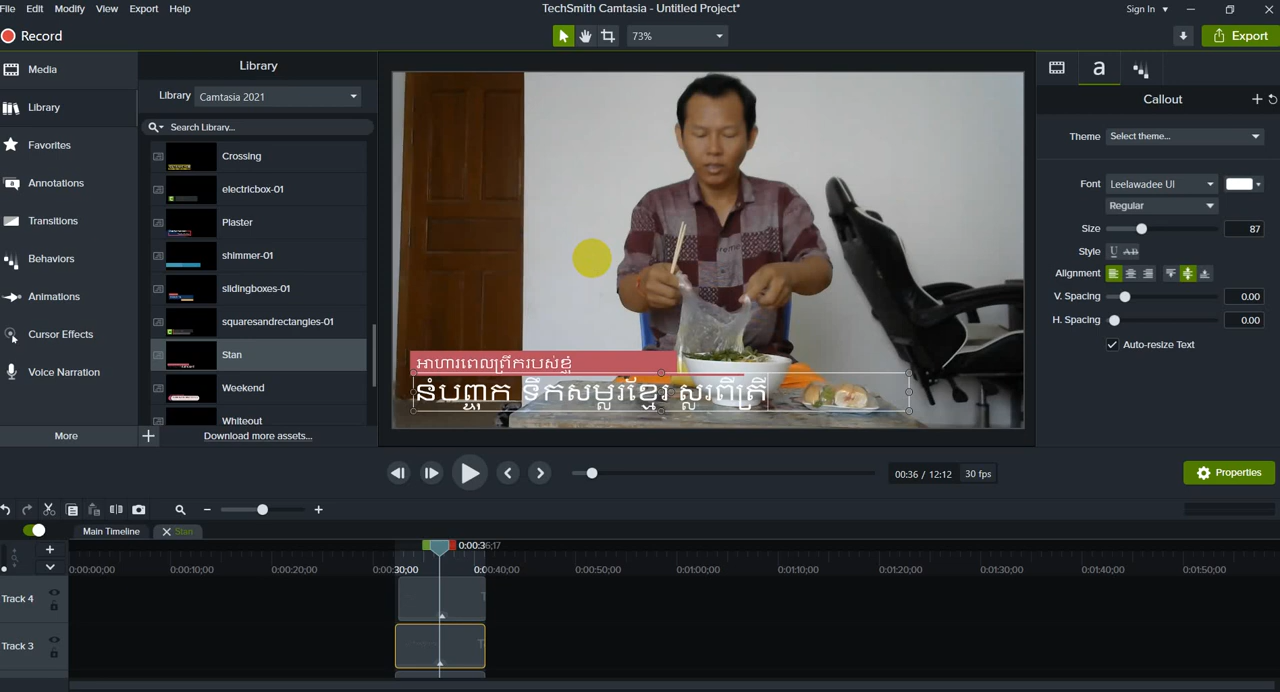 File Edit Modify View Export Help
TechSmith Camtasia - Untitled Project*
Sign In
Record
73%
Export
Media
Library
Favorites
Annotations
Transitions
Behaviors
Animations
Cursor Effects
Voice Narration
More
Library
Library Camtasia 2021
Search Library...
Crossing
electricbox-01
Plaster
shimmer-01
slidingboxes-01
squaresandrectangles-01
Stan
Weekend
Whiteout
Download more assets...
អាហារពេលព្រឹករបស់ខ្ញុំ
នំបញ្ចុក ទឹកសម្លរខ្មែរ ស្លរពីត្រី
a
Callout
Theme Select theme...
Font Leelawadee UI
Regular
Size 87
Style U AB
Alignment
V. Spacing 0.00
H. Spacing 0.00
Auto-resize Text
00:36 / 12:12 30 fps
Properties
Main Timeline Stan
0:00:36;17
0:00:00;00 0:00:10;00 0:00:20;00 0:00:30;00 0:00:40;00 0:00:50;00 0:01:00;00 0:01:10;00 0:01:20;00 0:01:30;00 0:01:40;00 0:01:50;00
Track 4
Track 3